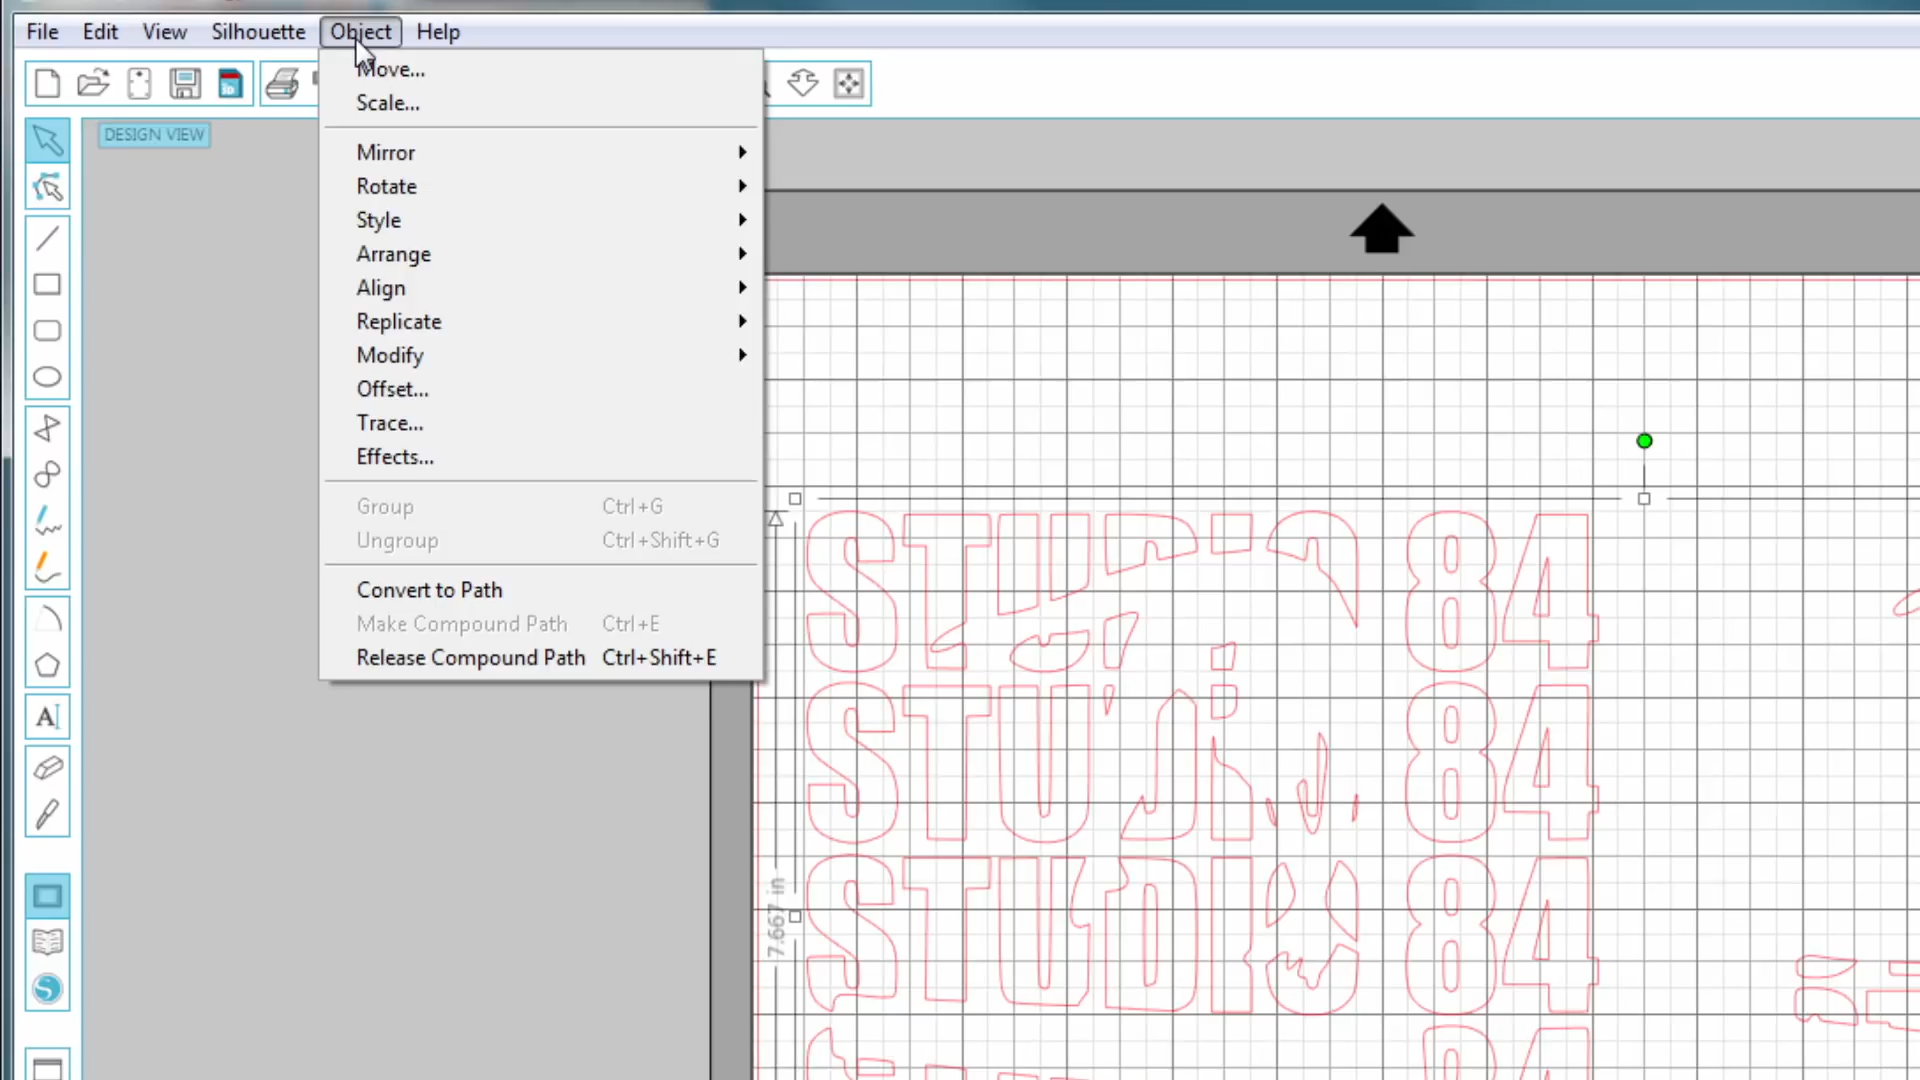 File Edit View Silhouette Object Help
Move...
Scale...
DESIGN VIEW
Mirror
Rotate
Style
Arrange
Align
Replicate
Modify
Offset...
Trace...
Effects...
Group Ctrl+G
Ungroup Ctrl+Shift+G
Convert to Path
Make Compound Path Ctrl+E
Release Compound Path Ctrl+Shift+E
STUDIO 84
STUDIO 84
STUDIO 84
84
7.667 in